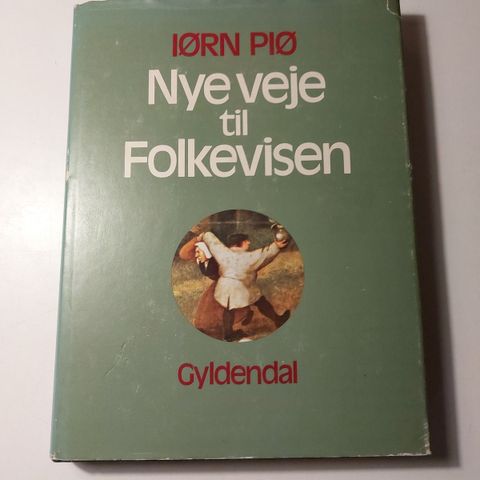 IØRN PIØ
Nye veje
til
Folkevisen
Gyldendal